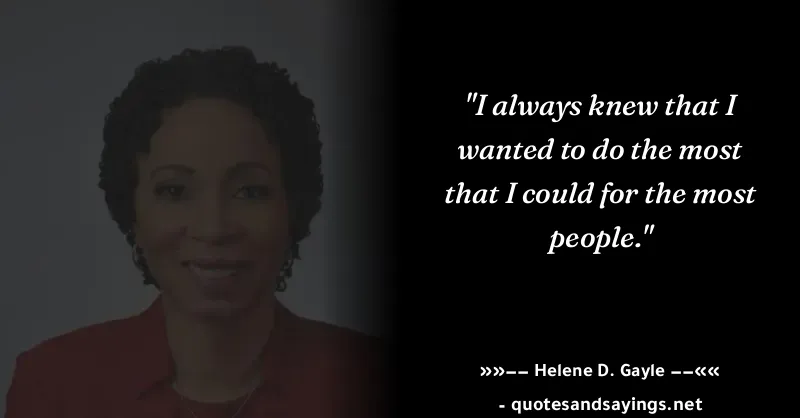 "I always knew that I
wanted to do the most
that I could for the most
people."
»»−− Helene D. Gayle −−««
- quotesandsayings.net